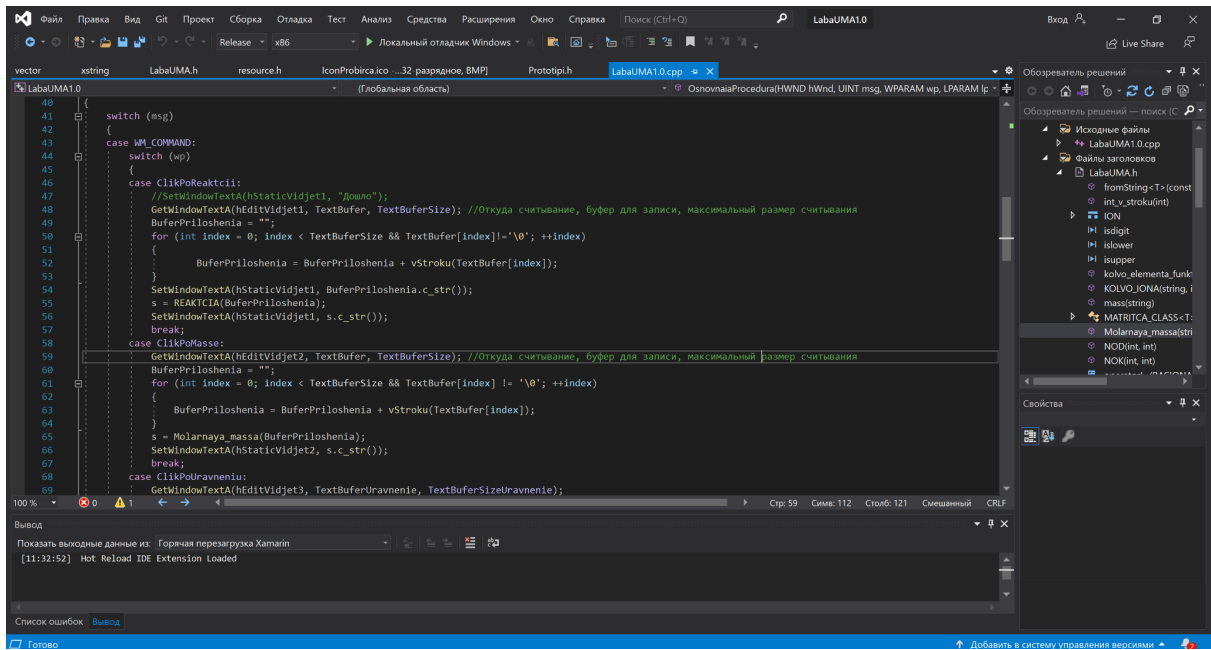 Файл Правка Вид Git Проект Сборка Отладка Тест Анализ Средства Расширения Окно Справка Поиск (Ctrl+Q) LabaUMA1.0 Вход
Release x86 Локальный отладчик Windows Live Share
vector xstring LabaUMA.h resource.h IconProbirca.ico ...32 разрядное, BMP] Prototipi.h LabaUMA1.0.cpp
LabaUMA1.0 (Глобальная область) OsnovnaiaProcedura(HWND hWnd, UINT msg, WPARAM wp, LPARAM lp
40 {
41 switch (msg)
42 {
43 case WM_COMMAND:
44 switch (wp)
45 {
46 case ClikPoReaktcii:
47 //SetWindowTextA(hStaticVidjet1, "Дошло");
48 GetWindowTextA(hEditVidjet1, TextBufer, TextBuferSize); //Откуда считывание, буфер для записи, максимальный размер считывания
49 BuferPriloshenia = "";
50 for (int index = 0; index < TextBuferSize && TextBufer[index]!='\0'; ++index)
51 {
52 BuferPriloshenia = BuferPriloshenia + vStroku(TextBufer[index]);
53 }
54 SetWindowTextA(hStaticVidjet1, BuferPriloshenia.c_str());
55 s = REAKTCIA(BuferPriloshenia);
56 SetWindowTextA(hStaticVidjet1, s.c_str());
57 break;
58 case ClikPoMasse:
59 GetWindowTextA(hEditVidjet2, TextBufer, TextBuferSize); //Откуда считывание, буфер для записи, максимальный размер считывания
60 BuferPriloshenia = "";
61 for (int index = 0; index < TextBuferSize && TextBufer[index] != '\0'; ++index)
62 {
63 BuferPriloshenia = BuferPriloshenia + vStroku(TextBufer[index]);
64 }
65 s = Molarnaya_massa(BuferPriloshenia);
66 SetWindowTextA(hStaticVidjet2, s.c_str());
67 break;
68 case ClikPoUravneniu:
69 GetWindowTextA(hEditVidjet3, TextBuferUravnenie, TextBuferSizeUravnenie);
100 % 0 1 Стр: 59 Симв: 112 Столб: 121 Смешанный CRLF
Вывод
Показать выходные данные из: Горячая перезагрузка Xamarin
[11:32:52] Hot Reload IDE Extension Loaded
Список ошибок Вывод
Готово Добавить в систему управления версиями 2
Обозреватель решений
Обозреватель решений — поиск (C
Исходные файлы
LabaUMA1.0.cpp
Файлы заголовков
LabaUMA.h
fromString<T>(const
int_v_stroku(int)
ION
isdigit
islower
isupper
kolvo_elementa_funkt
KOLVO_IONA(string, i
mass(string)
MATRITCA_CLASS<T:
Molarnaya_massa(stri
NOD(int, int)
NOK(int, int)
Свойства